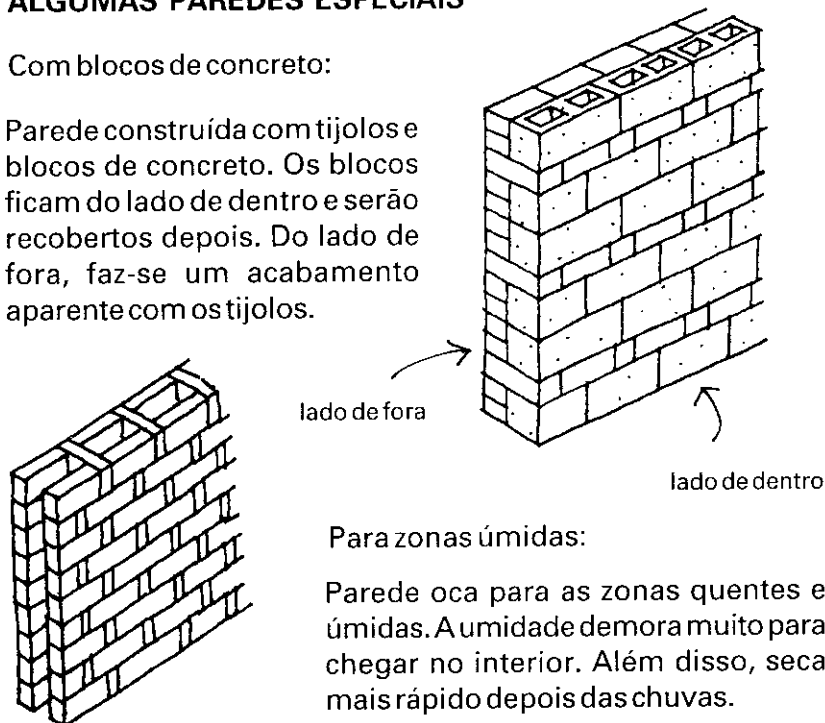 ALGUMAS PAREDES ESPECIAIS
Com blocos de concreto:
Parede construída com tijolos e
blocos de concreto. Os blocos
ficam do lado de dentro e serão
recobertos depois. Do lado de
fora, faz-se um acabamento
aparente com os tijolos.
lado de fora
lado de dentro
Para zonas úmidas:
Parede oca para as zonas quentes e
úmidas. A umidade demora muito para
chegar no interior. Além disso, seca
mais rápido depois das chuvas.